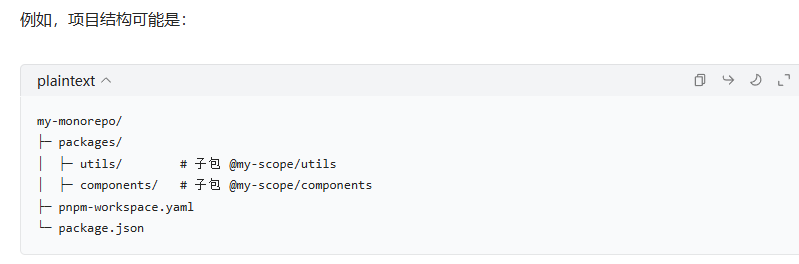 例如，项目结构可能是：
plaintext
my-monorepo/
├─ packages/
│  ├─ utils/        # 子包 @my-scope/utils
│  ├─ components/   # 子包 @my-scope/components
├─ pnpm-workspace.yaml
└─ package.json